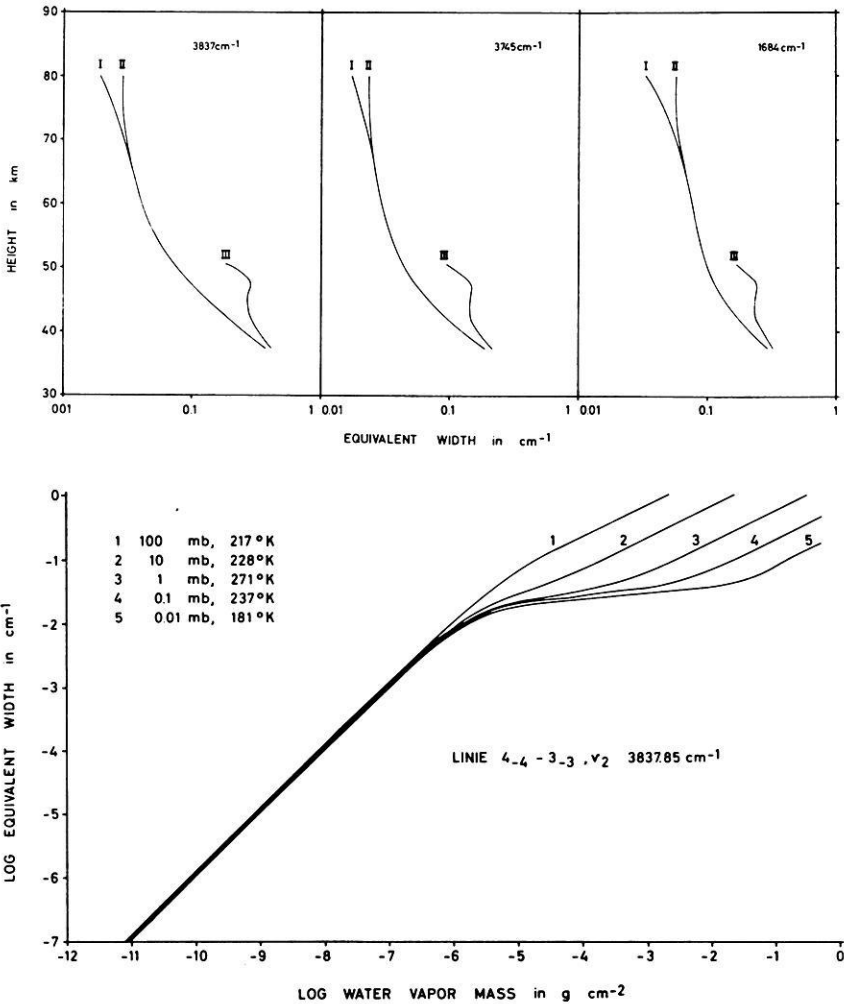 90
80
70
60
50
40
30
HEIGHT in km
3837cm⁻¹
3745cm⁻¹
1684cm⁻¹
I II
I II
I II
III
III
III
001 0.1 1 0.01 0.1 1 0.01 0.1 1
EQUIVALENT WIDTH in cm⁻¹
0
-1
-2
-3
-4
-5
-6
-7
LOG EQUIVALENT WIDTH in cm⁻¹
1 100 mb, 217°K
2 10 mb, 228°K
3 1 mb, 271°K
4 0.1 mb, 237°K
5 0.01 mb, 181°K
1 2 3 4 5
LINIE 4₋₄ - 3₋₃ , ν₂ 3837.85 cm⁻¹
-12 -11 -10 -9 -8 -7 -6 -5 -4 -3 -2 -1 0
LOG WATER VAPOR MASS in g cm⁻²